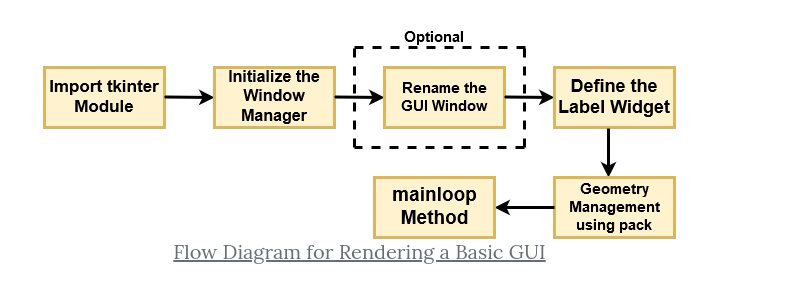 Optional
Import tkinter
Module
Initialize the
Window
Manager
Rename the
GUI Window
Define the
Label Widget
Geometry
Management
using pack
mainloop
Method
Flow Diagram for Rendering a Basic GUI